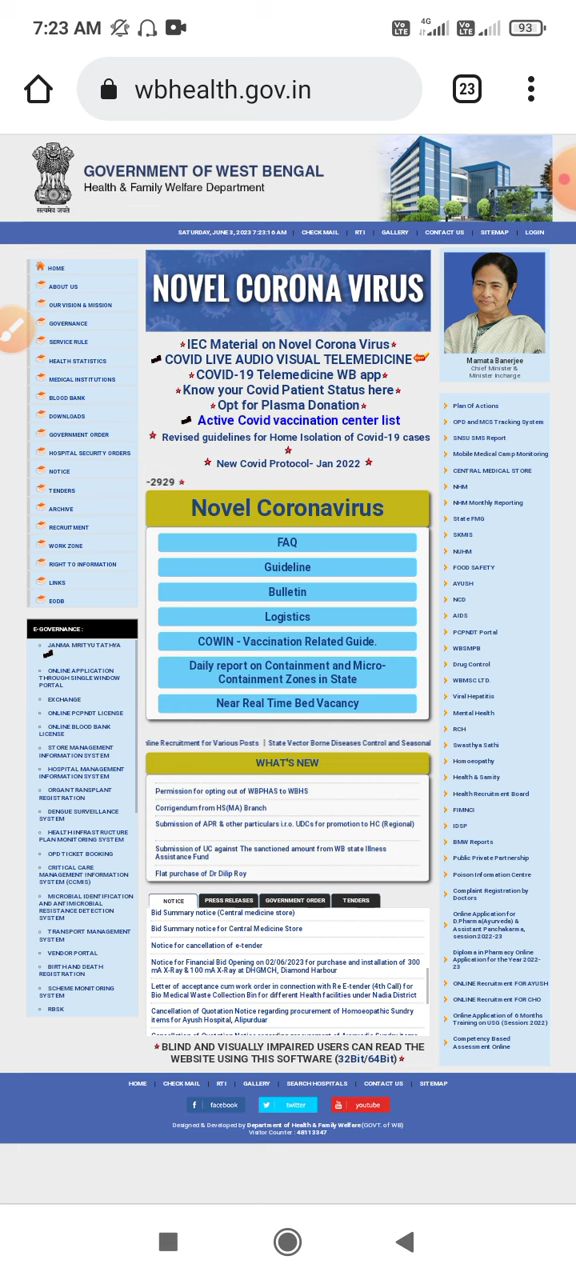 7:23 AM
Vo LTE
4G
Vo LTE
93
wbhealth.gov.in
23
सत्यमेव जयते
GOVERNMENT OF WEST BENGAL
Health & Family Welfare Department
SATURDAY, JUNE 3, 2023 7:23:16 AM | CHECK MAIL | RTI | GALLERY | CONTACT US | SITEMAP | LOGIN
HOME
ABOUT US
OUR VISION & MISSION
GOVERNANCE
SERVICE RULE
HEALTH STATISTICS
MEDICAL INSTITUTIONS
BLOOD BANK
DOWNLOADS
GOVERNMENT ORDER
HOSPITAL SECURITY ORDERS
NOTICE
TENDERS
ARCHIVE
RECRUITMENT
WORK ZONE
RIGHT TO INFORMATION
LINKS
EODB
E-GOVERNANCE :
JANMA MRITYU TATHYA
ONLINE APPLICATION
THROUGH SINGLE WINDOW
PORTAL
EXCHANGE
ONLINE PCPNDT LICENSE
ONLINE BLOOD BANK
LICENSE
STORE MANAGEMENT
INFORMATION SYSTEM
HOSPITAL MANAGEMENT
INFORMATION SYSTEM
ORGAN TRANSPLANT
REGISTRATION
DENGUE SURVEILLANCE
SYSTEM
HEALTH INFRASTRUCTURE
PLAN MONITORING SYSTEM
OPD TICKET BOOKING
CRITICAL CARE
MANAGEMENT INFORMATION
SYSTEM (CCMIS)
MICROBIAL IDENTIFICATION
AND ANTIMICROBIAL
RESISTANCE DETECTION
SYSTEM
TRANSPORT MANAGEMENT
SYSTEM
VENDOR PORTAL
BIRTH AND DEATH
REGISTRATION
SCHEME MONITORING
SYSTEM
RBSK
NOVEL CORONA VIRUS
IEC Material on Novel Corona Virus
COVID LIVE AUDIO VISUAL TELEMEDICINE
COVID-19 Telemedicine WB app
Know your Covid Patient Status here
Opt for Plasma Donation
Active Covid vaccination center list
Revised guidelines for Home Isolation of Covid-19 cases
New Covid Protocol- Jan 2022
-2929
Novel Coronavirus
FAQ
Guideline
Bulletin
Logistics
COWIN - Vaccination Related Guide.
Daily report on Containment and Micro-
Containment Zones in State
Near Real Time Bed Vacancy
line Recruitment for Various Posts | State Vector Borne Diseases Control and Seasonal
WHAT'S NEW
Permission for opting out of WBPHAS to WBHS
Corrigendum from HS(MA) Branch
Submission of APR & other particulars i.r.o. UDCs for promotion to HC (Regional)
Submission of UC against The sanctioned amount from WB state Illness
Assistance Fund
Flat purchase of Dr Dilip Roy
NOTICE PRESS RELEASES GOVERNMENT ORDER TENDERS
Bid Summary notice (Central medicine store)
Bid Summary notice for Central Medicine Store
Notice for cancellation of e-tender
Notice for Financial Bid Opening on 02/06/2023 for purchase and installation of 300
mA X-Ray & 100 mA X-Ray at DHGMCH, Diamond Harbour
Letter of acceptance cum work order in connection with Re E-tender (4th Call) for
Bio Medical Waste Collection Bin for different Health facilities under Nadia District
Cancellation of Quotation Notice regarding procurement of Homoeopathic Sundry
items for Ayush Hospital, Alipurduar
BLIND AND VISUALLY IMPAIRED USERS CAN READ THE
WEBSITE USING THIS SOFTWARE (32Bit/64Bit)
Mamata Banerjee
Chief Minister &
Minister Incharge
Plan Of Actions
OPD and MCS Tracking System
SNSU SMS Report
Mobile Medical Camp Monitoring
CENTRAL MEDICAL STORE
NHM
NHM Monthly Reporting
State FMG
SKMIS
NUHM
FOOD SAFETY
AYUSH
NCD
AIDS
PCPNDT Portal
WBSMPB
Drug Control
WBMSC LTD.
Viral Hepatitis
Mental Health
RCH
Swasthya Sathi
Homoeopathy
Health & Sanity
Health Recruitment Board
FIMNCI
IDSP
BMW Reports
Public Private Partnership
Poison Information Centre
Complaint Registration by
Doctors
Online Application for
D.Pharma(Ayurveda) &
Assistant Panchakarma,
session 2022-23
Diploma in Pharmacy Online
Application for the Year 2022-
23
ONLINE Recruitment FOR AYUSH
ONLINE Recruitment FOR CHO
Online Application of 6 Months
Training on USG (Session: 2022)
Competency Based
Assessment Online
HOME | CHECK MAIL | RTI | GALLERY | SEARCH HOSPITALS | CONTACT US | SITEMAP
facebook twitter You Tube youtube
Designed & Developed by Department of Health & Family Welfare(GOVT. of WB)
Visitor Counter : 48113347